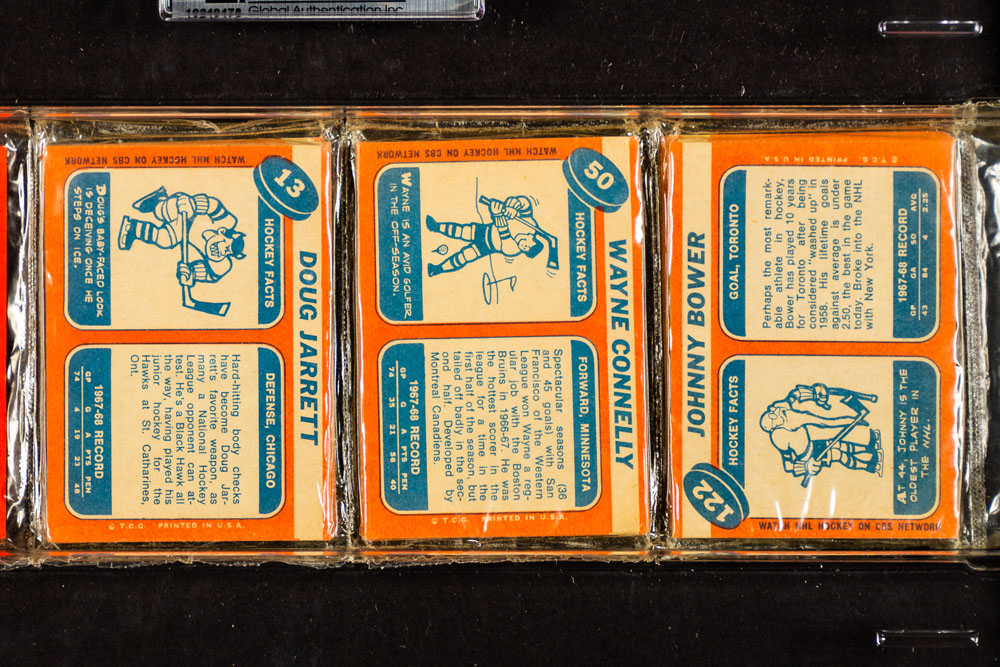 Global Authentication Inc.
WATCH NHL HOCKEY ON CBS NETWORK
13
DOUG JARRETT
HOCKEY FACTS
DOUG'S BABY-FACED LOOK
IS DECEIVING ONCE HE
STEPS ON ICE.
DEFENSE, CHICAGO
Hard-hitting body checks
have become Doug Jar-
rett's favorite weapon, as
many a National Hockey
League opponent can at-
test. He's a Black Hawk all
the way, having played his
junior hockey for the
Hawks at St. Catharines,
Ont.
1967-68 RECORD
GP G A PTS PEN
74 4 19 23 48
© T.C.G. PRINTED IN U.S.A.
WATCH NHL HOCKEY ON CBS NETWORK
50
WAYNE CONNELLY
HOCKEY FACTS
WAYNE IS AN AVID GOLFER
IN THE OFF-SEASON.
FORWARD, MINNESOTA
Spectacular seasons (36
and 45 goals) with San
Francisco of the Western
League won Wayne a reg-
ular job with the Boston
Bruins in 1966-67. He was
the hottest scorer in the
league for a time in the
first half of the season, but
tailed off badly in the sec-
ond half. Developed by
Montreal Canadiens.
1967-68 RECORD
GP G A PTS PEN
74 35 21 56 40
© T.C.G. PRINTED IN U.S.A.
© T.C.G. PRINTED IN U.S.A.
JOHNNY BOWER
GOAL, TORONTO
Perhaps the most remark-
able athlete in hockey,
Bower has played 10 years
for Toronto after being
considered "washed up" in
1958. His lifetime goals
against average is under
2.50, the best in the game
today. Broke into the NHL
with New York.
1967-68 RECORD
GP GA SO AVG
43 84 4 2.25
HOCKEY FACTS
AT 44, JOHNNY IS THE
OLDEST PLAYER IN
THE NHL.
122
WATCH NHL HOCKEY ON CBS NETWORK